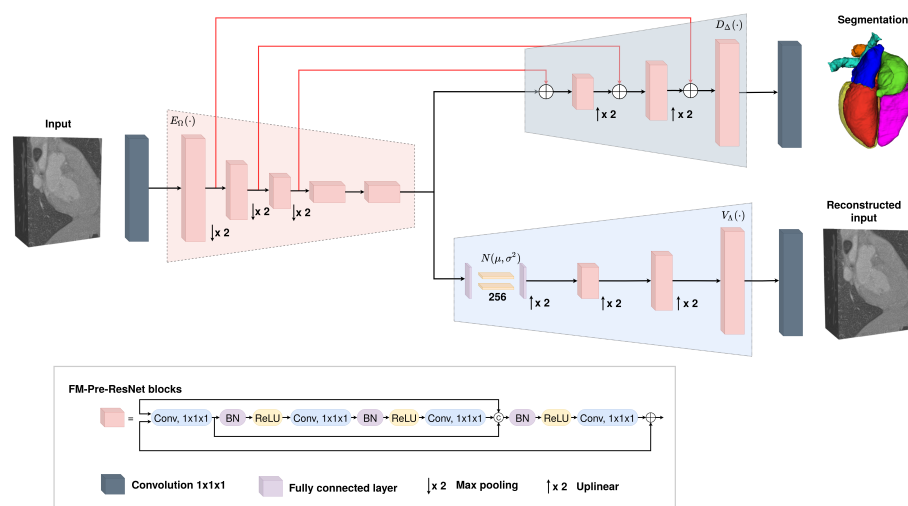 Segmentation
D_Δ(·)
x 2
x 2
Input
E_Ω(·)
x 2
x 2
x 2
Reconstructed
input
V_Λ(·)
N(μ, σ²)
256
x 2
x 2
x 2
FM-Pre-ResNet blocks
= Conv, 1x1x1 BN ReLU Conv, 1x1x1 BN ReLU Conv, 1x1x1 C BN ReLU Conv, 1x1x1
Convolution 1x1x1
Fully connected layer
x 2 Max pooling
x 2 Uplinear